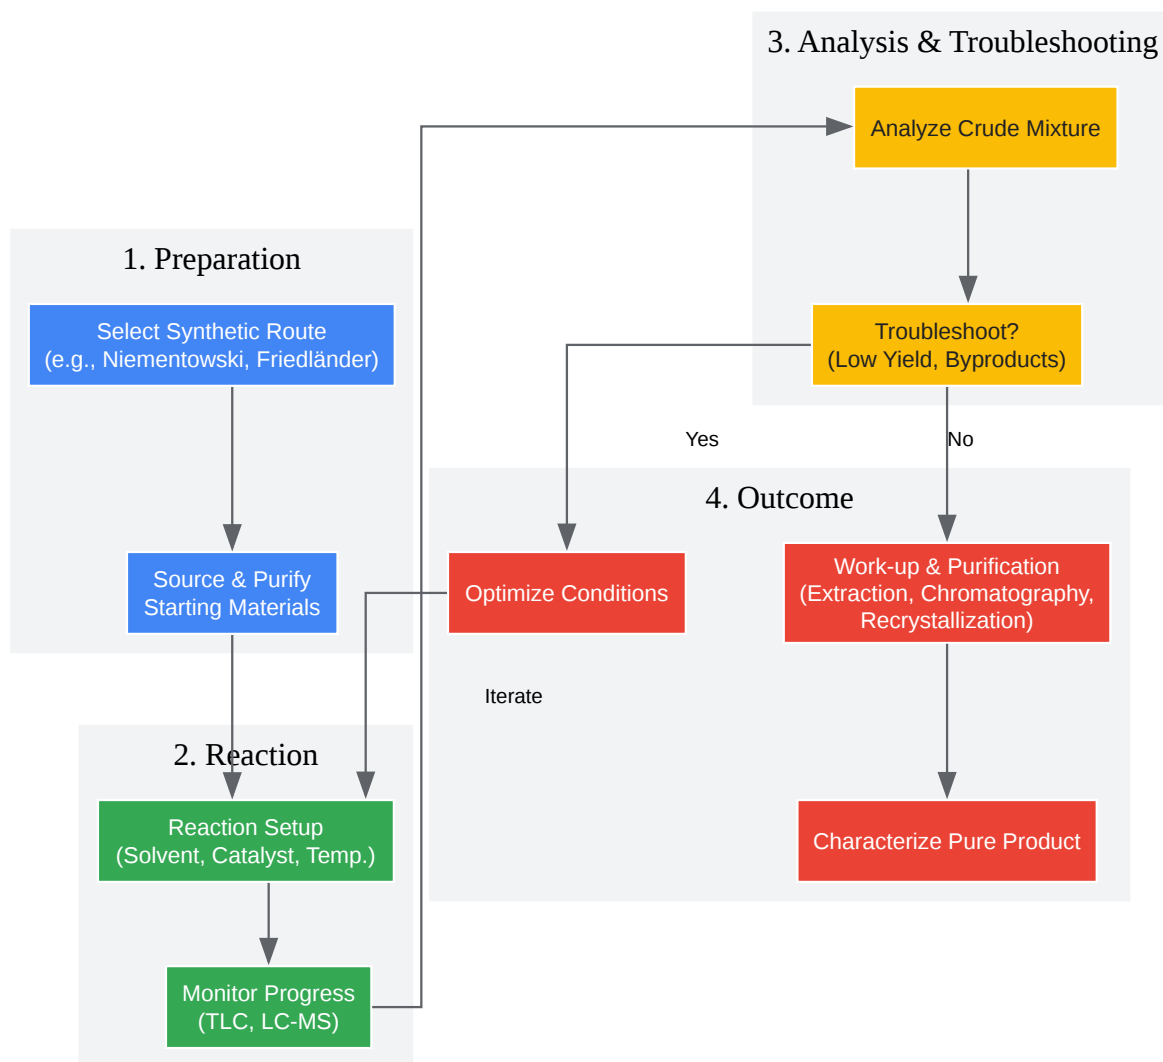 1. Preparation
Select Synthetic Route
(e.g., Niementowski, Friedländer)
Source & Purify
Starting Materials
2. Reaction
Reaction Setup
(Solvent, Catalyst, Temp.)
Monitor Progress
(TLC, LC-MS)
3. Analysis & Troubleshooting
Analyze Crude Mixture
Troubleshoot?
(Low Yield, Byproducts)
Yes
No
4. Outcome
Optimize Conditions
Iterate
Work-up & Purification
(Extraction, Chromatography,
Recrystallization)
Characterize Pure Product